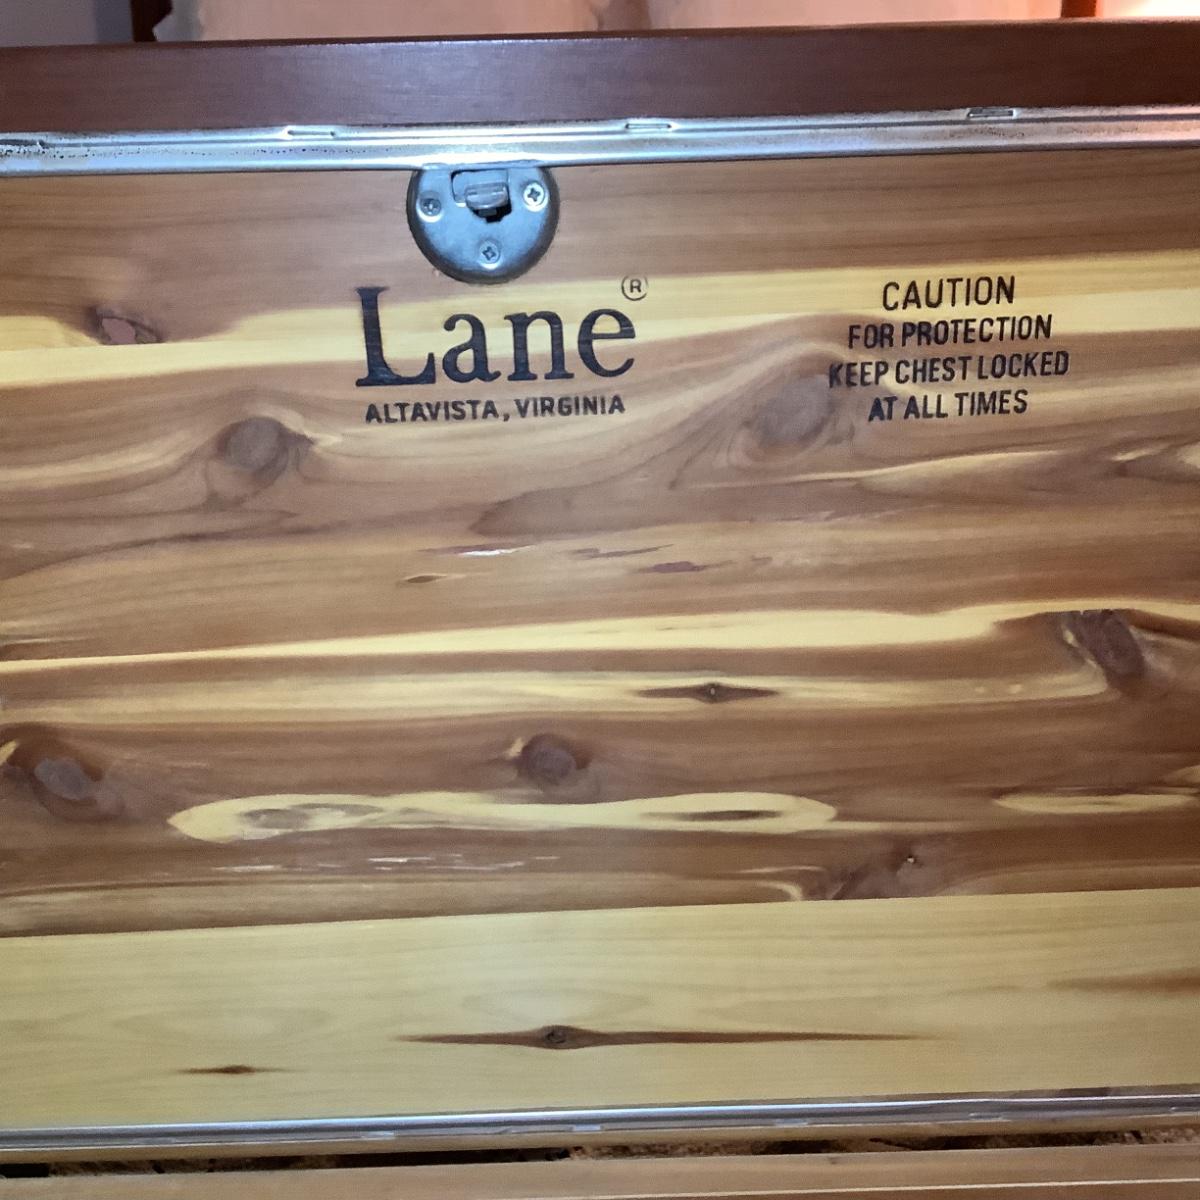 Lane®
ALTAVISTA, VIRGINIA
CAUTION
FOR PROTECTION
KEEP CHEST LOCKED
AT ALL TIMES